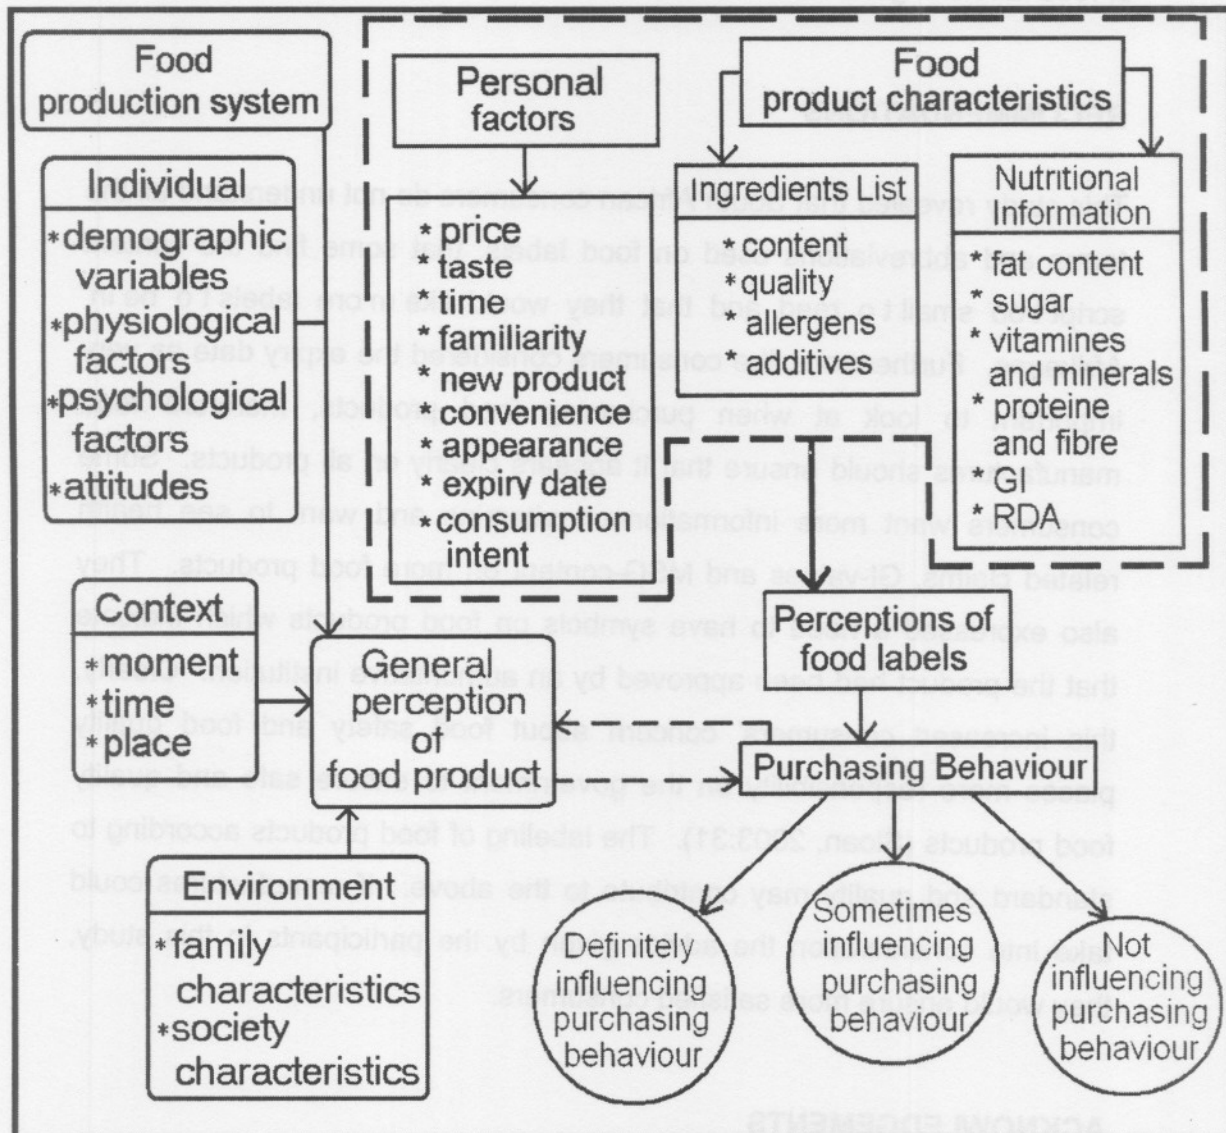 Food
production system
Individual
*demographic
variables
*physiological
factors
*psychological
factors
*attitudes
Context
*moment
*time
*place
Personal
factors
* price
* taste
* time
* familiarity
* new product
* convenience
* appearance
* expiry date
* consumption
intent
Food
product characteristics
Ingredients List
* content
* quality
* allergens
* additives
Nutritional
Information
* fat content
* sugar
* vitamines
and minerals
* proteine
and fibre
* GI
* RDA
Perceptions of
food labels
General
perception
of
food product
Purchasing Behaviour
Environment
* family
characteristics
*society
characteristics
Definitely
influencing
purchasing
behaviour
Sometimes
influencing
purchasing
behaviour
Not
influencing
purchasing
behaviour